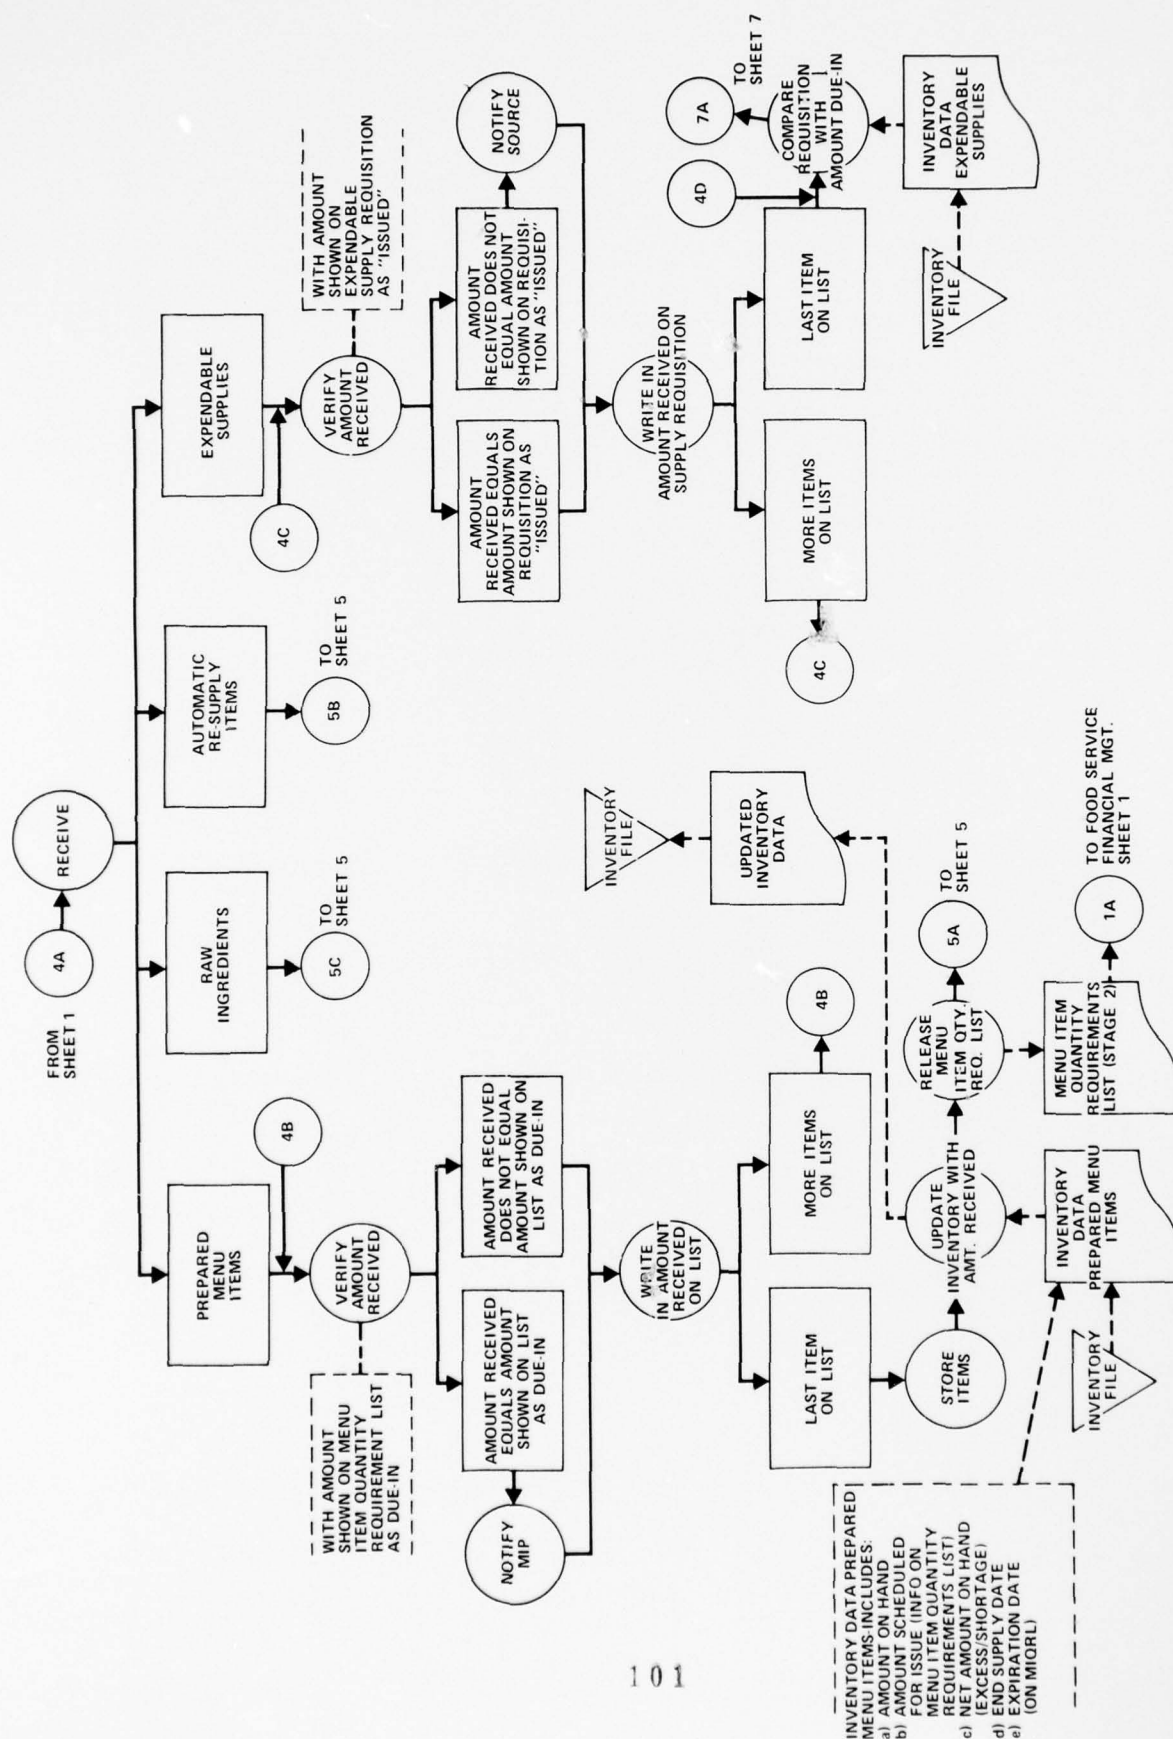 FROM
SHEET 1
4A
RECEIVE
PREPARED
MENU
ITEMS
RAW
INGREDIENTS
AUTOMATIC
RE-SUPPLY
ITEMS
EXPENDABLE
SUPPLIES
4B
5C
TO
SHEET 5
5B
TO
SHEET 5
4C
WITH AMOUNT
SHOWN ON MENU
ITEM QUANTITY
REQUIREMENT LIST
AS DUE-IN
VERIFY
AMOUNT
RECEIVED
VERIFY
AMOUNT
RECEIVED
WITH AMOUNT
SHOWN ON
EXPENDABLE
SUPPLY REQUISITION
AS "ISSUED"
NOTIFY
MIP
AMOUNT RECEIVED
EQUALS AMOUNT
SHOWN ON LIST
AS DUE-IN
AMOUNT RECEIVED
DOES NOT EQUAL
AMOUNT SHOWN ON
LIST AS DUE-IN
AMOUNT
RECEIVED EQUALS
AMOUNT SHOWN ON
REQUISITION AS
"ISSUED"
AMOUNT
RECEIVED DOES NOT
EQUAL AMOUNT
SHOWN ON REQUISI-
TION AS "ISSUED"
NOTIFY
SOURCE
WRITE
IN AMOUNT
RECEIVED
ON LIST
INVENTORY
FILE
WRITE IN
AMOUNT RECEIVED ON
SUPPLY REQUISITION
LAST ITEM
ON LIST
MORE ITEMS
ON LIST
4B
UPDATED
INVENTORY
DATA
4C
MORE ITEMS
ON LIST
LAST ITEM
ON LIST
4D
7A
TO
SHEET 7
COMPARE
REQUISITION
WITH
AMOUNT DUE-IN
STORE
ITEMS
UPDATE
INVENTORY WITH
AMT. RECEIVED
RELEASE
MENU
ITEM QTY.
REQ. LIST
5A
TO
SHEET 5
INVENTORY
FILE
INVENTORY
DATA
EXPENDABLE
SUPPLIES
INVENTORY DATA PREPARED
MENU ITEMS-INCLUDES:
a) AMOUNT ON HAND
b) AMOUNT SCHEDULED
FOR ISSUE (INFO ON
MENU ITEM QUANTITY
REQUIREMENTS LIST)
c) NET AMOUNT ON HAND
(EXCESS/SHORTAGE)
d) END SUPPLY DATE
e) EXPIRATION DATE
(ON MIQRL)
INVENTORY
FILE
INVENTORY
DATA
PREPARED MENU
ITEMS
MENU ITEM
QUANTITY
REQUIREMENTS
LIST (STAGE 2)
1A
TO FOOD SERVICE
FINANCIAL MGT.
SHEET 1
101